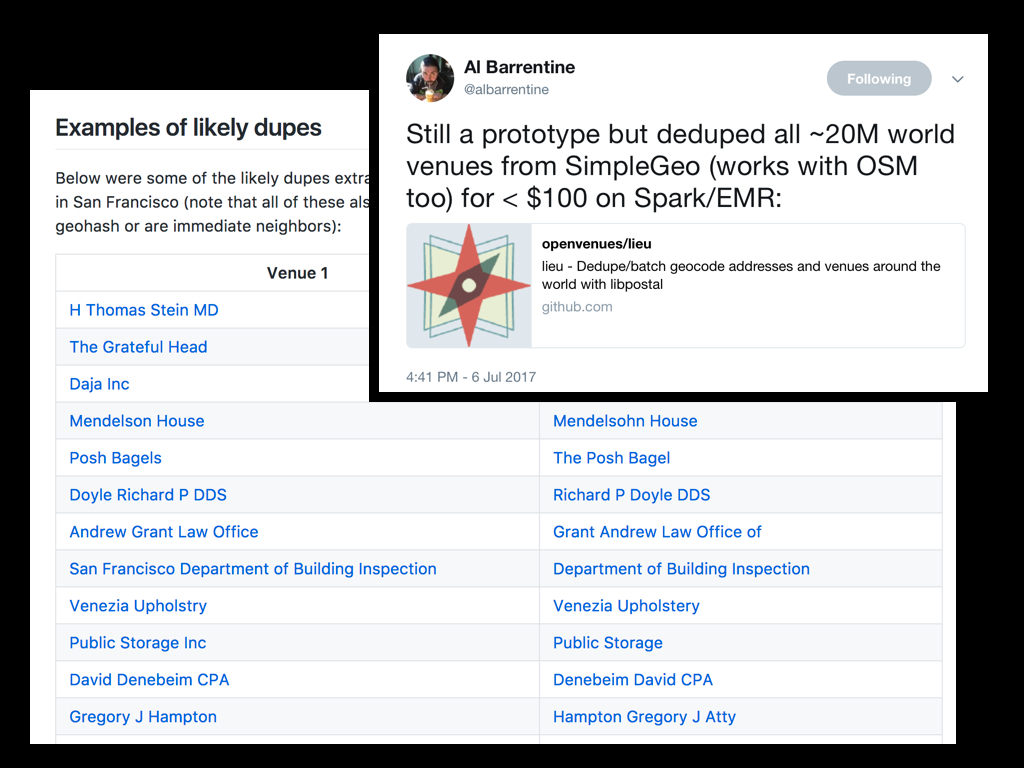 Examples of likely dupes
Below were some of the likely dupes
in San Francisco (note that all of these
geohash or are immediate neighbors):
Venue 1
H Thomas Stein MD
The Grateful Head
Daja Inc
Mendelson House Mendelsohn House
Posh Bagels The Posh Bagel
Doyle Richard P DDS Richard P Doyle DDS
Andrew Grant Law Office Grant Andrew Law Office of
San Francisco Department of Building Inspection Department of Building Inspection
Venezia Upholstry Venezia Upholstery
Public Storage Inc Public Storage
David Denebeim CPA Denebeim David CPA
Gregory J Hampton Hampton Gregory J Atty
Al Barrentine
@albarrentine
Following
Still a prototype but deduped all ~20M world
venues from SimpleGeo (works with OSM
too) for < $100 on Spark/EMR:
openvenues/lieu
lieu - Dedupe/batch geocode addresses and venues around the
world with libpostal
github.com
4:41 PM - 6 Jul 2017